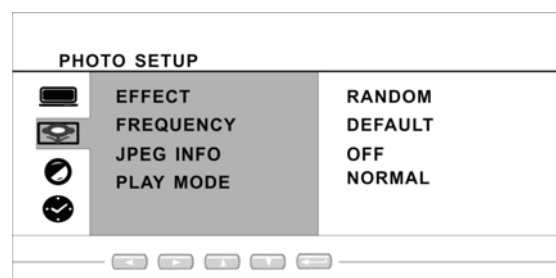 PHOTO SETUP
EFFECT RANDOM
FREQUENCY DEFAULT
JPEG INFO OFF
PLAY MODE NORMAL